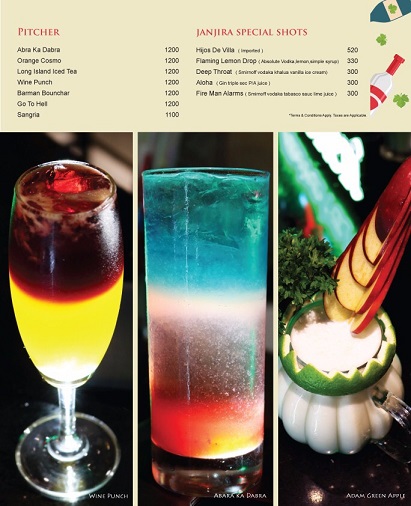 PITCHER
Abra Ka Dabra 1200
Orange Cosmo 1200
Long Island Iced Tea 1200
Wine Punch 1200
Barman Bounchar 1200
Go To Hell 1200
Sangria 1100
JANJIRA SPECIAL SHOTS
Hijos De Villa ( Imported ) 520
Flaming Lemon Drop ( Absolute Vodka,lemon,simple syrup) 330
Deep Throat ( Smirnoff vodaka khalua vanilla ice cream) 300
Aloha ( Gin triple sec P/A juice ) 300
Fire Man Alarms ( Smirnoff vodaka tabasco sauc lime juice ) 300
*Terms & Conditions Apply, Taxes are Applicable
WINE PUNCH
ABARA KA DABRA
ADAM GREEN APPLE